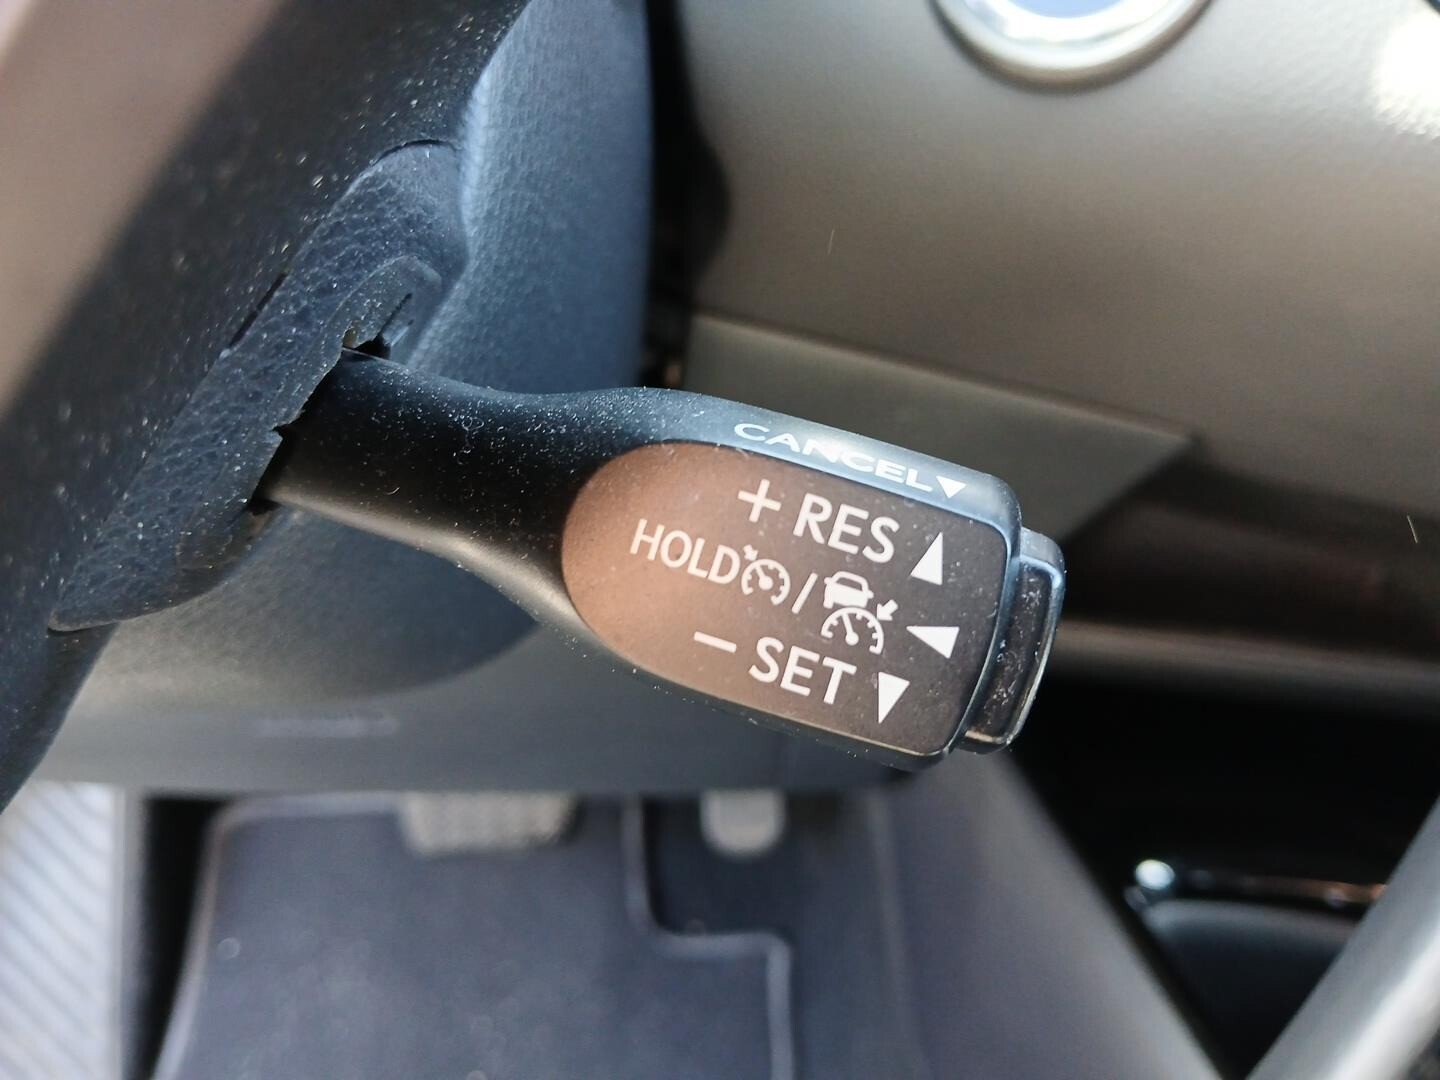 CANCEL
+ RES
HOLD /
− SET